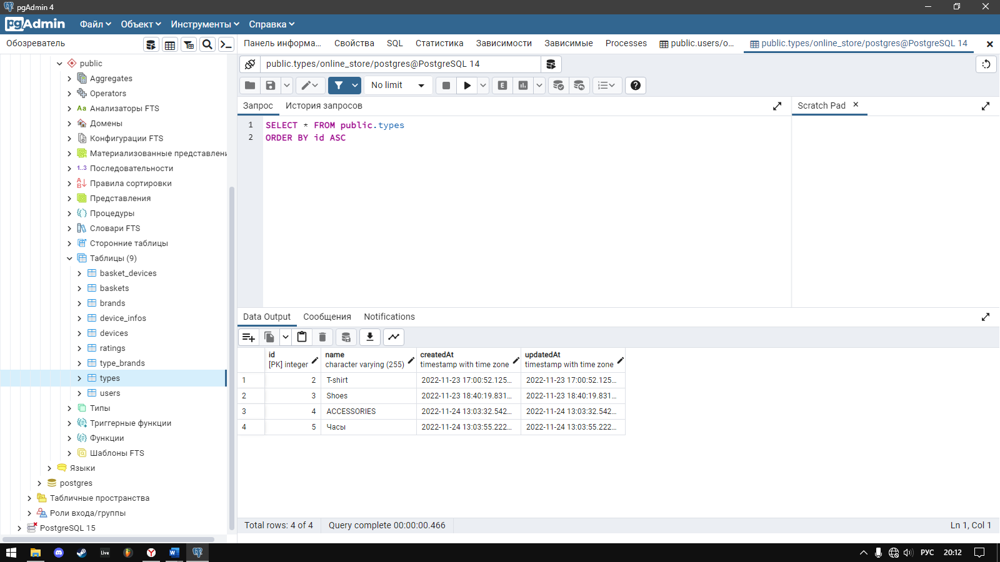 pgAdmin 4
pgAdmin Файл Объект Инструменты Справка
Обозреватель
Панель информа... Свойства SQL Статистика Зависимости Зависимые Processes public.users/o... public.types/online_store/postgres@PostgreSQL 14
public
Aggregates
Operators
Aa Анализаторы FTS
Домены
Конфигурации FTS
Материализованные представлени
1..3 Последовательности
Правила сортировки
Представления
Процедуры
Словари FTS
Сторонние таблицы
Таблицы (9)
basket_devices
baskets
brands
device_infos
devices
ratings
type_brands
types
users
Типы
Триггерные функции
Функции
Шаблоны FTS
Языки
postgres
Табличные пространства
Роли входа/группы
PostgreSQL 15
public.types/online_store/postgres@PostgreSQL 14
No limit
E
Запрос История запросов
Scratch Pad
1 SELECT * FROM public.types
2 ORDER BY id ASC
Data Output Сообщения Notifications
id name createdAt updatedAt
[PK] integer character varying (255) timestamp with time zone timestamp with time zone
1 2 T-shirt 2022-11-23 17:00:52.125... 2022-11-23 17:00:52.125...
2 3 Shoes 2022-11-23 18:40:19.831... 2022-11-23 18:40:19.831...
3 4 ACCESSORIES 2022-11-24 13:03:32.542... 2022-11-24 13:03:32.542...
4 5 Часы 2022-11-24 13:03:55.222... 2022-11-24 13:03:55.222...
Total rows: 4 of 4 Query complete 00:00:00.466 Ln 1, Col 1
Live
W
РУС 20:12